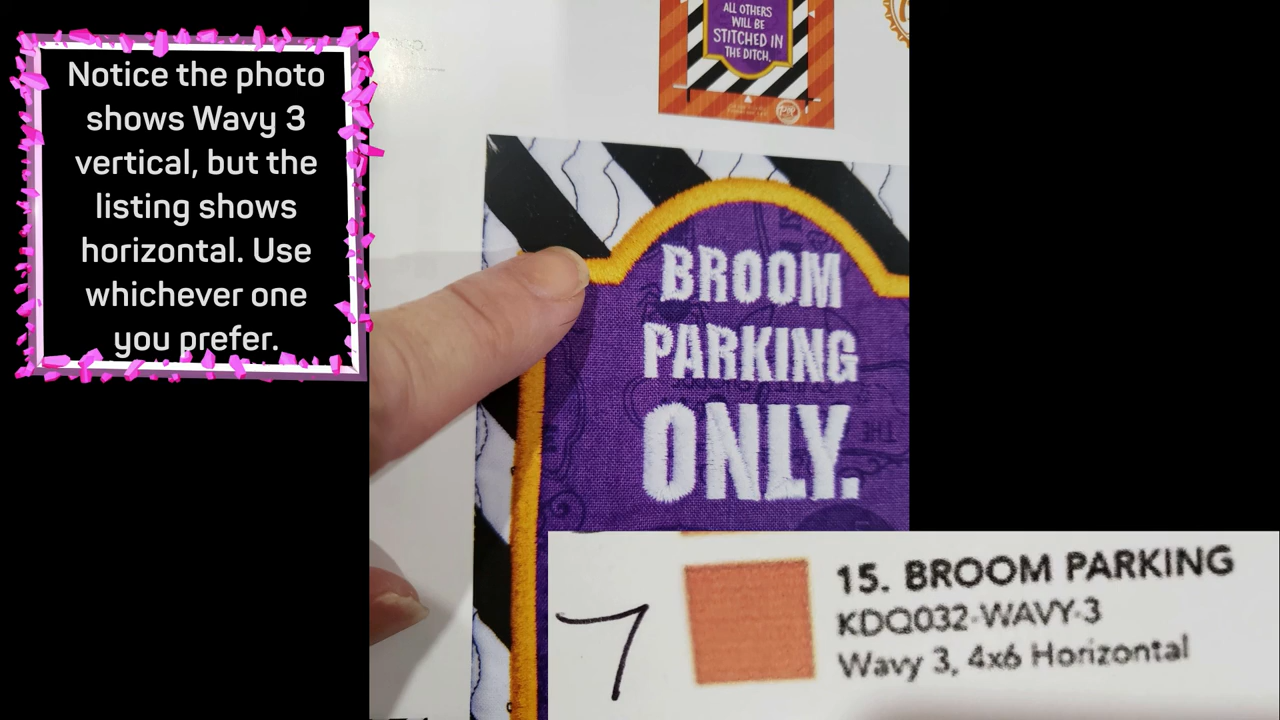 Notice the photo
shows Wavy 3
vertical, but the
listing shows
horizontal. Use
whichever one
you prefer.
ALL OTHERS
WILL BE
STITCHED IN
THE DITCH.
BROOM
PARKING
ONLY.
7
15. BROOM PARKING
KDQ032-WAVY-3
Wavy 3, 4x6 Horizontal